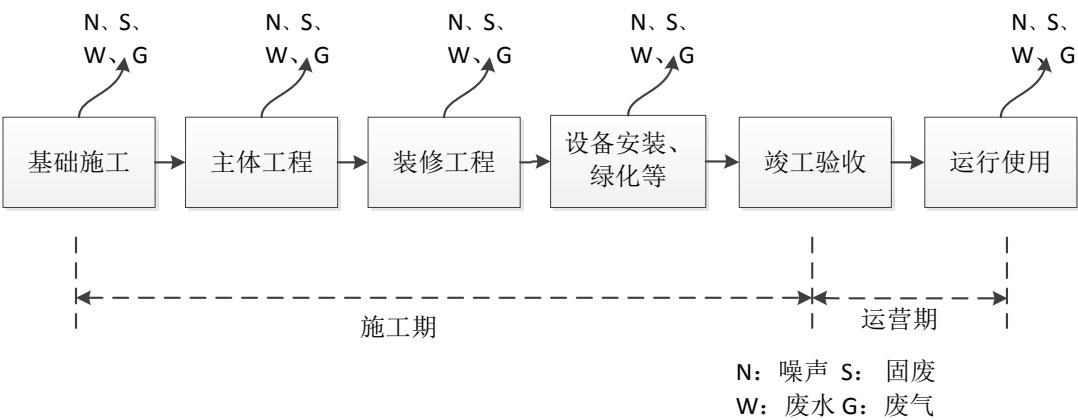 N、S、
W、G
N、S、
W、G
N、S、
W、G
N、S、
W、G
N、S、
W、G
基础施工
主体工程
装修工程
设备安装、
绿化等
竣工验收
运行使用
施工期
运营期
N：噪声 S： 固废
W：废水 G：废气